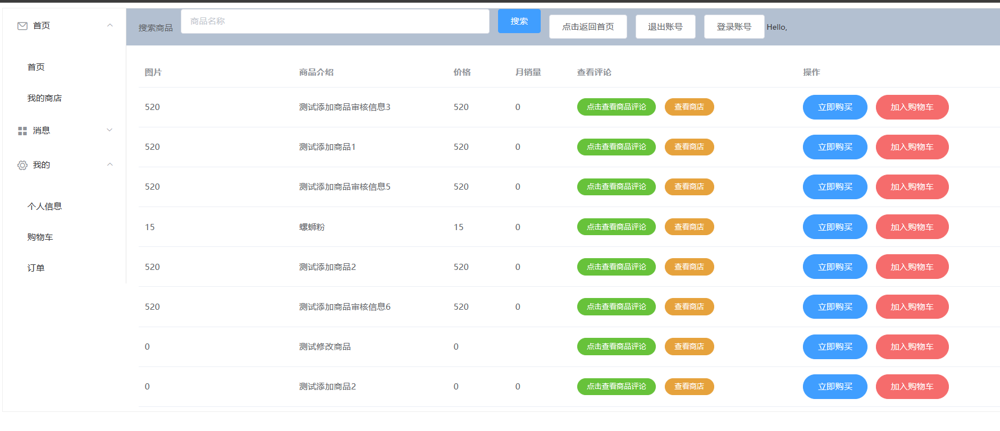 首页
首页
我的商店
消息
我的
个人信息
购物车
订单
搜索商品 商品名称 搜索 点击返回首页 退出账号 登录账号 Hello,
图片 商品介绍 价格 月销量 查看评论 操作
520 测试添加商品审核信息3 520 0 点击查看商品评论 查看商店 立即购买 加入购物车
520 测试添加商品1 520 0 点击查看商品评论 查看商店 立即购买 加入购物车
520 测试添加商品审核信息5 520 0 点击查看商品评论 查看商店 立即购买 加入购物车
15 螺蛳粉 15 0 点击查看商品评论 查看商店 立即购买 加入购物车
520 测试添加商品2 520 0 点击查看商品评论 查看商店 立即购买 加入购物车
520 测试添加商品审核信息6 520 0 点击查看商品评论 查看商店 立即购买 加入购物车
0 测试修改商品 0 点击查看商品评论 查看商店 立即购买 加入购物车
0 测试添加商品2 0 0 点击查看商品评论 查看商店 立即购买 加入购物车